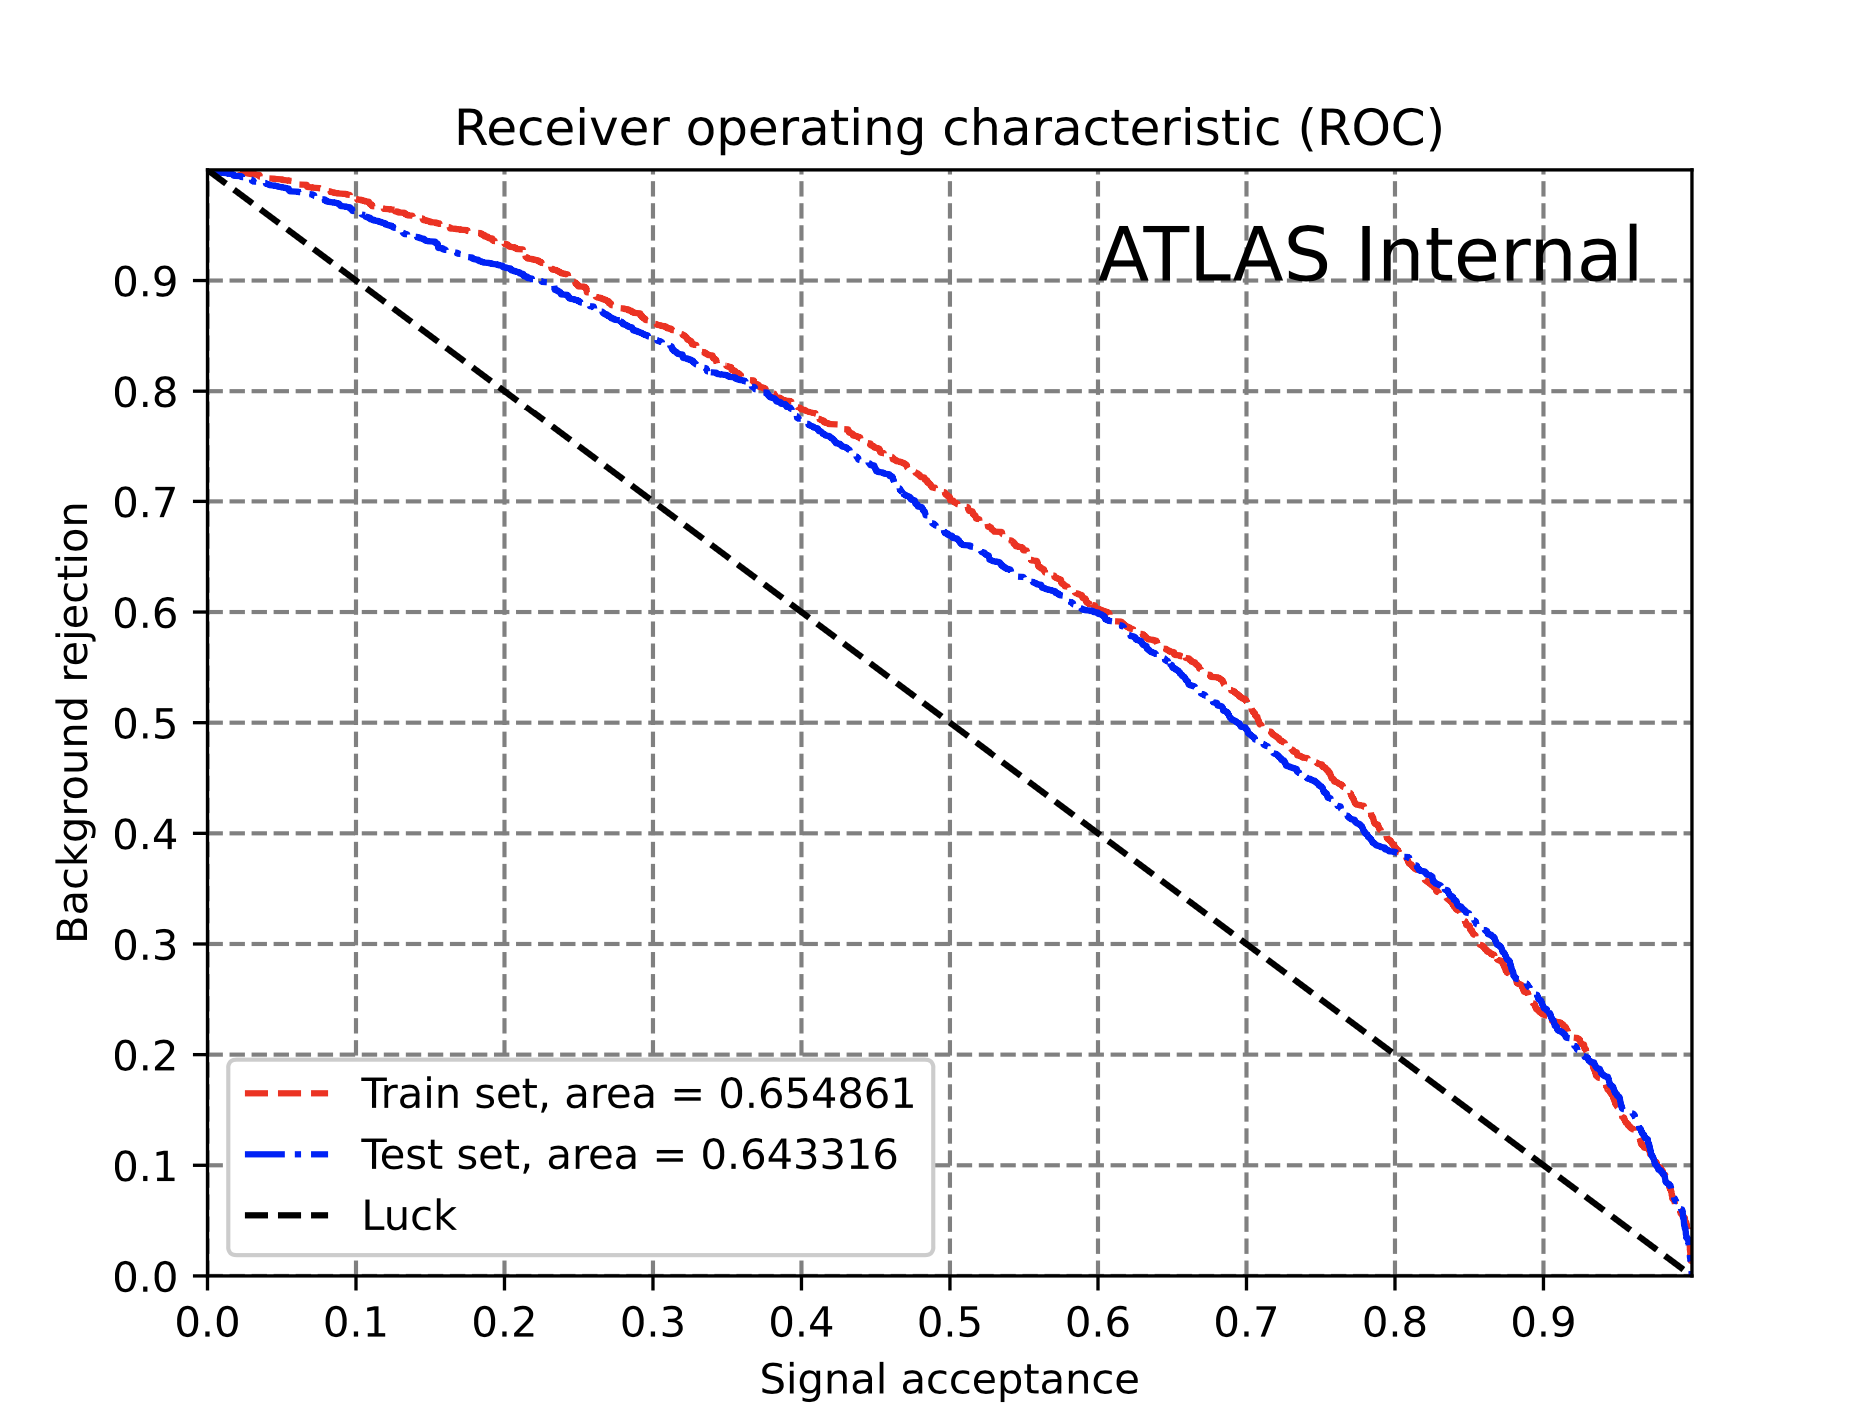 Receiver operating characteristic (ROC)
ATLAS Internal
Background rejection
0.9
0.8
0.7
0.6
0.5
0.4
0.3
0.2
0.1
0.0
Train set, area = 0.654861
Test set, area = 0.643316
Luck
0.0 0.1 0.2 0.3 0.4 0.5 0.6 0.7 0.8 0.9
Signal acceptance